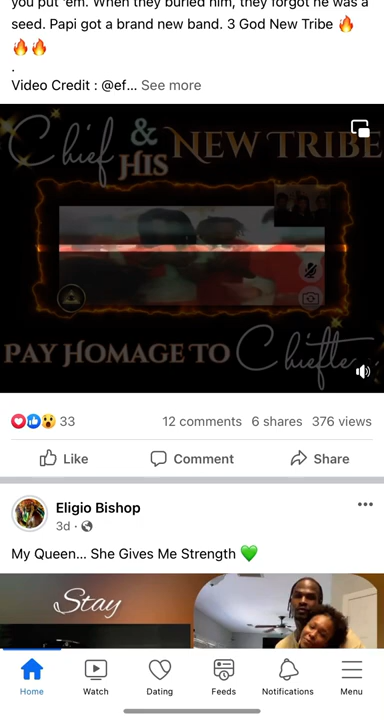 you put 'em. When they buried him, they forgot he was a
seed. Papi got a brand new band. 3 God New Tribe 🔥
🔥🔥
.
Video Credit : @ef... See more
Chief & HIS NEW TRIBE
PAY HOMAGE TO Chiefte
33 12 comments 6 shares 376 views
Like Comment Share
Eligio Bishop
3d ·
My Queen... She Gives Me Strength 💚
Stay
Home Watch Dating Feeds Notifications Menu